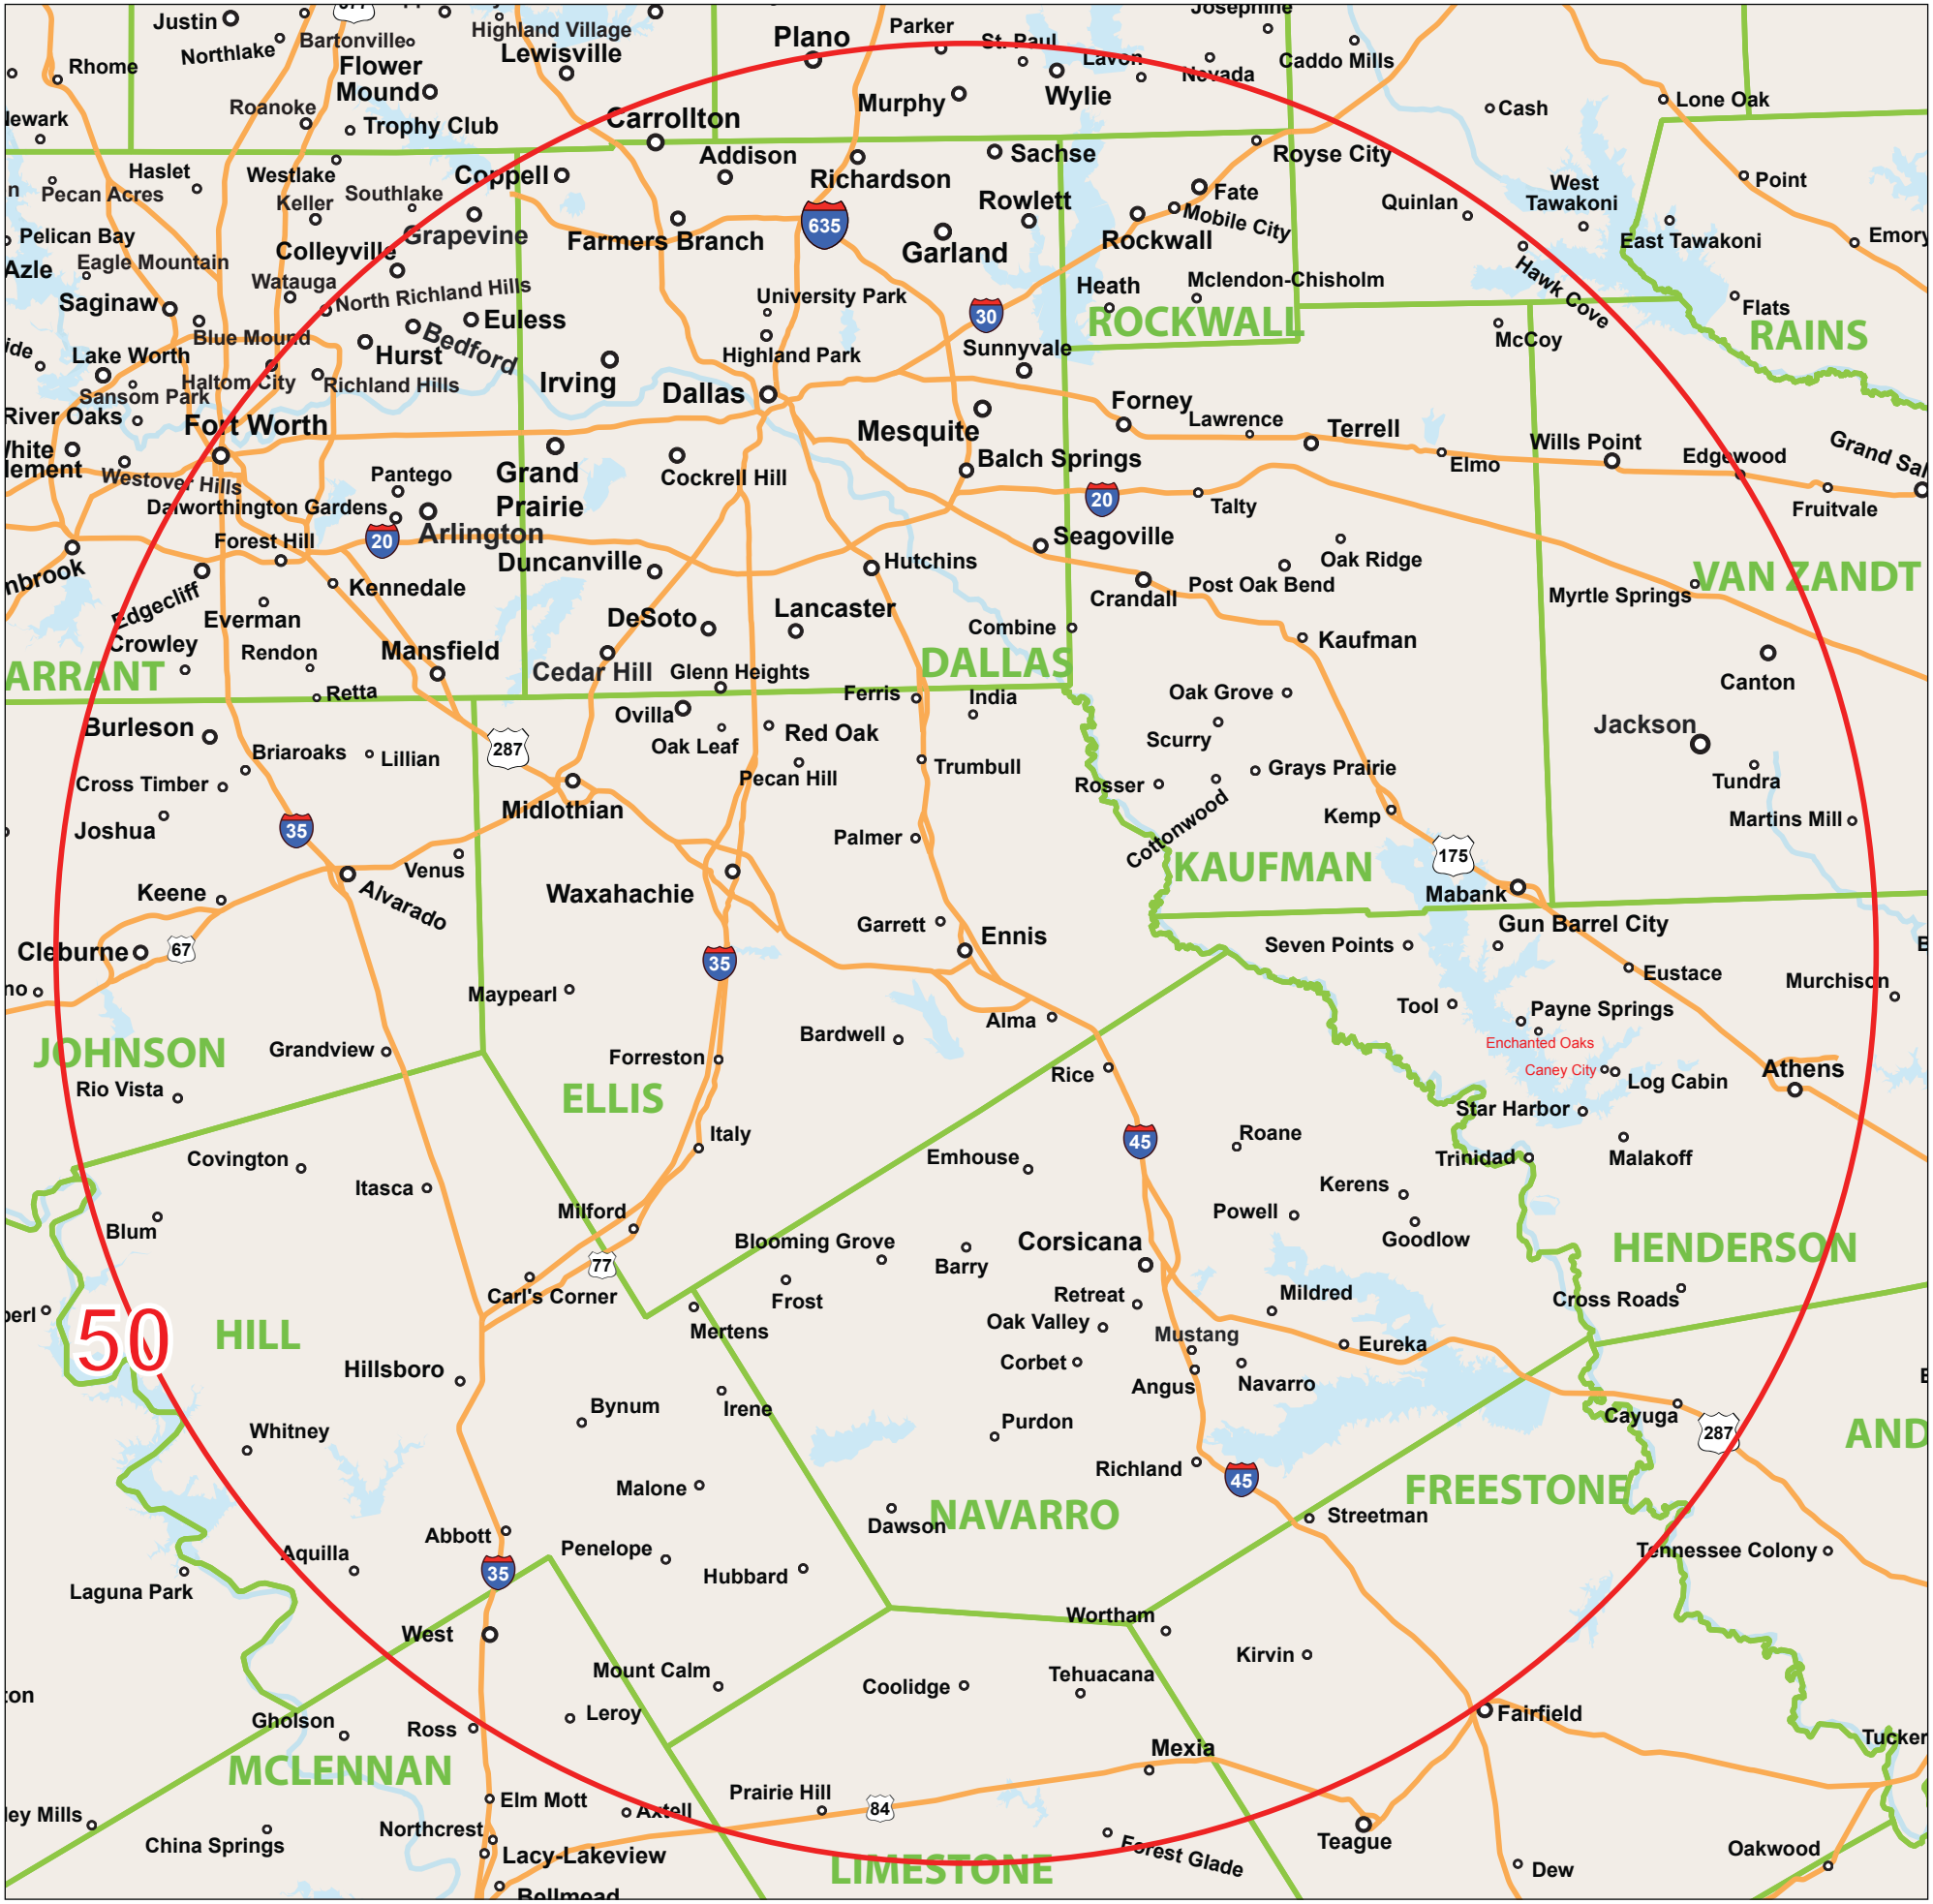 377
Justin
Northlake
Bartonville
Highland Village
Lewisville
Plano
Parker
St. Paul
Lavon
Nevada
Josephine
Caddo Mills
Rhome
Flower
Mound
Murphy
Wylie
Cash
Lone Oak
Newark
Roanoke
Trophy Club
Carrollton
Haslet
Westlake
Coppell
Addison
Richardson
Sachse
Royse City
Pecan Acres
Keller
Southlake
Rowlett
Fate
Mobile City
Quinlan
West
Tawakoni
Point
Pelican Bay
Grapevine
Farmers Branch
635
Garland
Rockwall
East Tawakoni
Emory
Azle
Eagle Mountain
Colleyville
Watauga
Hawk Cove
Saginaw
North Richland Hills
University Park
Heath
Mclendon-Chisholm
Flats
Blue Mound
Euless
30
ROCKWALL
McCoy
RAINS
ide
Lake Worth
Hurst
Bedford
Highland Park
Sunnyvale
Sansom Park
Haltom City
Richland Hills
Irving
Dallas
River Oaks
Fort Worth
Mesquite
Forney
Lawrence
Terrell
Wills Point
Edgewood
Grand Sal
White
lement
Westover Hills
Pantego
Grand
Prairie
Cockrell Hill
Balch Springs
Elmo
Dalworthington Gardens
20
Talty
Fruitvale
Forest Hill
20
Arlington
Duncanville
Hutchins
Seagoville
Oak Ridge
nbrook
Edgecliff
Kennedale
Crandall
Post Oak Bend
Myrtle Springs
VAN ZANDT
Everman
DeSoto
Lancaster
Combine
Kaufman
Crowley
Rendon
Mansfield
Cedar Hill
Glenn Heights
DALLAS
Canton
ARRANT
Retta
Ferris
India
Oak Grove
Burleson
Ovilla
Oak Leaf
Red Oak
Scurry
Jackson
Briaroaks
Lillian
287
Pecan Hill
Trumbull
Grays Prairie
Tundra
Cross Timber
Midlothian
Rosser
Cottonwood
Kemp
Martins Mill
Joshua
35
Palmer
Venus
175
KAUFMAN
Keene
Alvarado
Waxahachie
Mabank
Garrett
Gun Barrel City
Cleburne
67
35
Ennis
Seven Points
Eustace
Murchison
no
Maypearl
Tool
Payne Springs
Bardwell
Alma
Enchanted Oaks
JOHNSON
Grandview
Forreston
Rice
Caney City
Log Cabin
Athens
Rio Vista
ELLIS
Star Harbor
Italy
45
Roane
Covington
Emhouse
Trinidad
Malakoff
Itasca
Kerens
Blum
Milford
Powell
Goodlow
Blooming Grove
Barry
Corsicana
HENDERSON
77
Carl's Corner
Frost
Retreat
Mildred
Cross Roads
perl
50
HILL
Mertens
Oak Valley
Mustang
Eureka
Hillsboro
Corbet
Angus
Navarro
Irene
Bynum
Purdon
Cayuga
287
AND
Whitney
Richland
45
Malone
FREESTONE
Dawson
NAVARRO
Streetman
Abbott
Penelope
Aquilla
35
Hubbard
Tennessee Colony
Laguna Park
West
Wortham
Kirvin
ton
Mount Calm
Coolidge
Tehuacana
Gholson
Ross
Leroy
Fairfield
Tucker
MCLENNAN
Mexia
Elm Mott
Axtell
Prairie Hill
84
ley Mills
China Springs
Northcrest
Teague
Lacy-Lakeview
LIMESTONE
Forest Glade
Dew
Oakwood
Bellmead